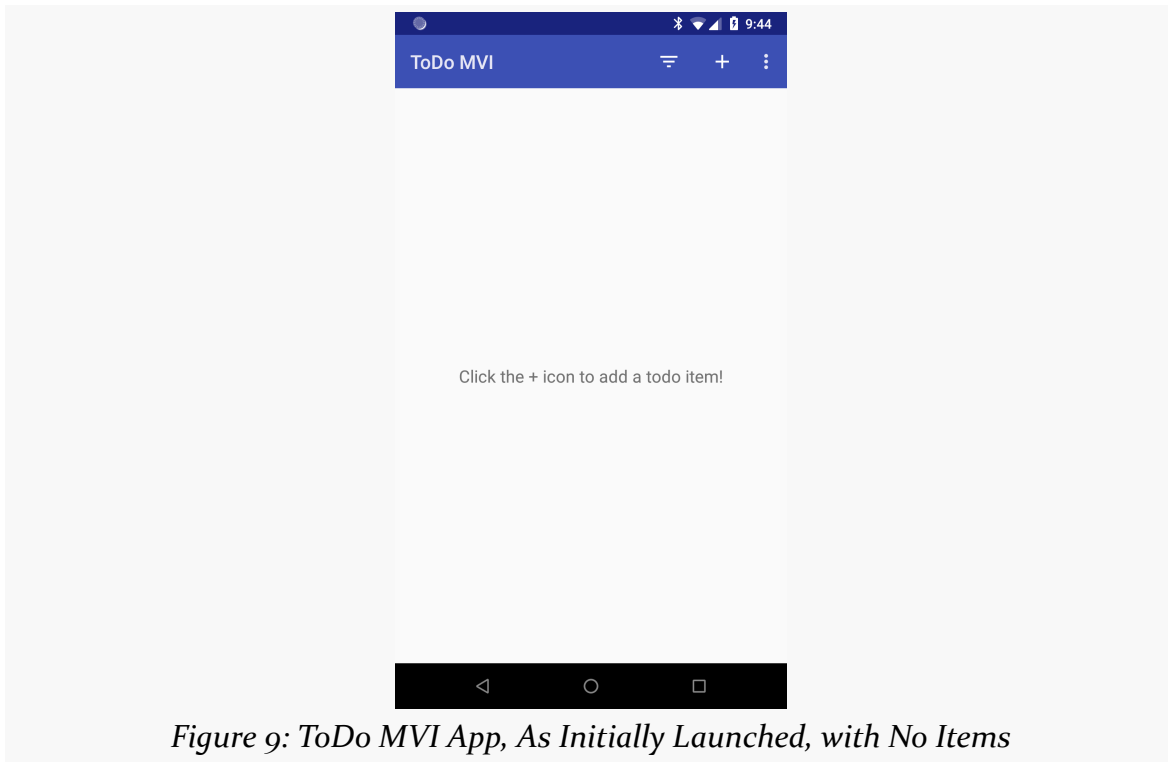 9:44
ToDo MVI
Click the + icon to add a todo item!
Figure 9: ToDo MVI App, As Initially Launched, with No Items